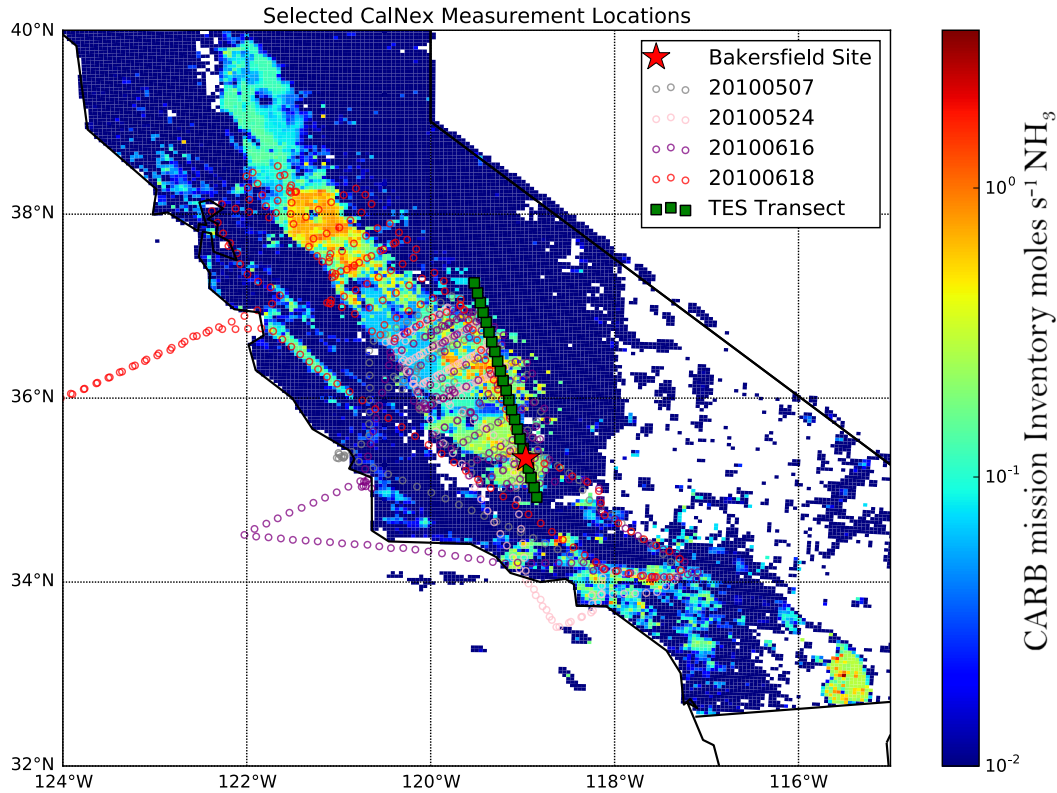 Selected CalNex Measurement Locations
40°N
38°N
36°N
34°N
32°N
124°W
122°W
120°W
118°W
116°W
Bakersfield Site
20100507
20100524
20100616
20100618
TES Transect
10⁰
10⁻¹
10⁻²
CARB mission Inventory moles s⁻¹ NH₃